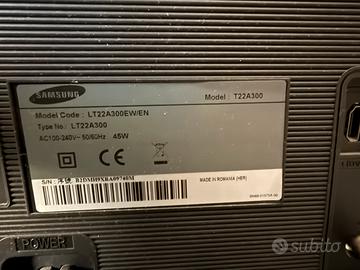 SAMSUNG
Model : T22A300
Model Code : LT22A300EW/EN
Type No.: LT22A300
AC100-240V~ 50/60Hz 45W
CE
MADE IN ROMANIA (HER)
POWER
subito